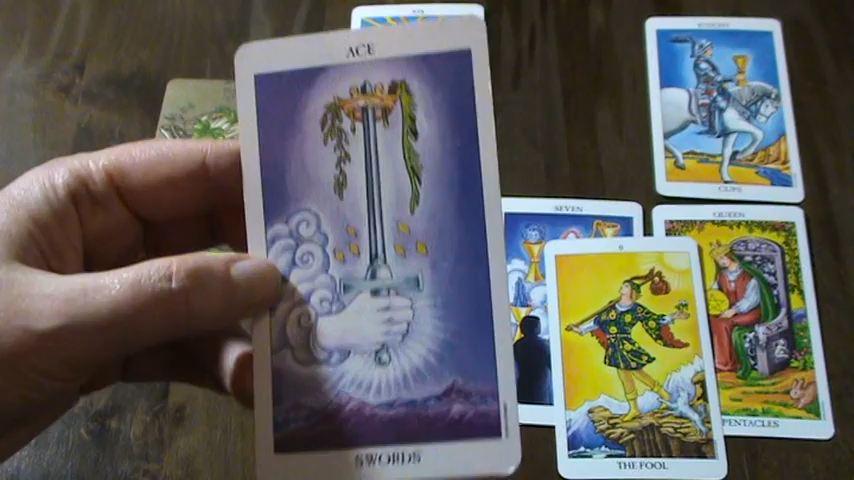 ACE
SWORDS
KNIGHT
CUPS
SEVEN
QUEEN
PENTACLES
0
THE FOOL